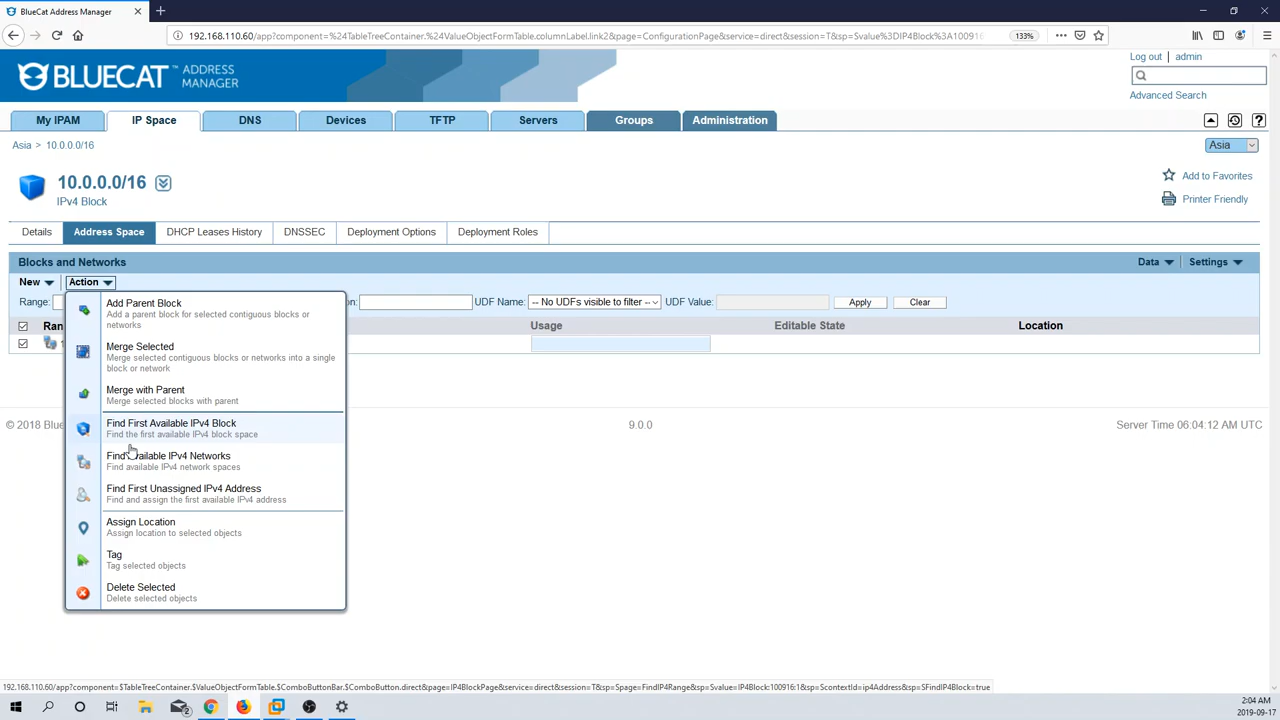 BlueCat Address Manager
192.168.110.60/app?component=%24TableTreeContainer.%24ValueObjectFormTable.columnLabel.link2&page=ConfigurationPage&service=direct&session=T&sp=Svalue%3DIP4Block%3A100916
133%
BLUECAT™ ADDRESS MANAGER
Log out | admin
Advanced Search
My IPAM IP Space DNS Devices TFTP Servers Groups Administration
Asia > 10.0.0.0/16
Asia
10.0.0.0/16
IPv4 Block
Add to Favorites
Printer Friendly
Details Address Space DHCP Leases History DNSSEC Deployment Options Deployment Roles
Blocks and Networks
Data Settings
New Action
Range: UDF Name: -- No UDFs visible to filter -- UDF Value: Apply Clear
Usage Editable State Location
Add Parent Block
Add a parent block for selected contiguous blocks or
networks
Merge Selected
Merge selected contiguous blocks or networks into a single
block or network
Merge with Parent
Merge selected blocks with parent
Find First Available IPv4 Block
Find the first available IPv4 block space
Find Available IPv4 Networks
Find available IPv4 network spaces
Find First Unassigned IPv4 Address
Find and assign the first available IPv4 address
Assign Location
Assign location to selected objects
Tag
Tag selected objects
Delete Selected
Delete selected objects
© 2018 Blue
9.0.0
Server Time: 06:04:12 AM UTC
192.168.110.60/app?component=$TableTreeContainer.$ValueObjectFormTable.$ComboButtonBar.$ComboButton.direct&page=IP4BlockPage&service=direct&session=T&sp=Spage=FindIP4Range&sp=Svalue=IP4Block:100916:1&sp=ScontextId=ip4Address&sp=SFindIP4Block=true
2
2:04 AM
2019-09-17